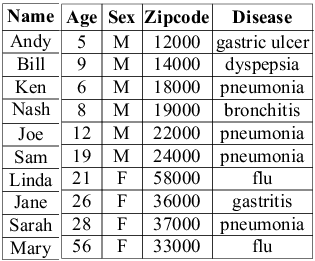 Name Age Sex Zipcode Disease
Andy 5 M 12000 gastric ulcer
Bill 9 M 14000 dyspepsia
Ken 6 M 18000 pneumonia
Nash 8 M 19000 bronchitis
Joe 12 M 22000 pneumonia
Sam 19 M 24000 pneumonia
Linda 21 F 58000 flu
Jane 26 F 36000 gastritis
Sarah 28 F 37000 pneumonia
Mary 56 F 33000 flu